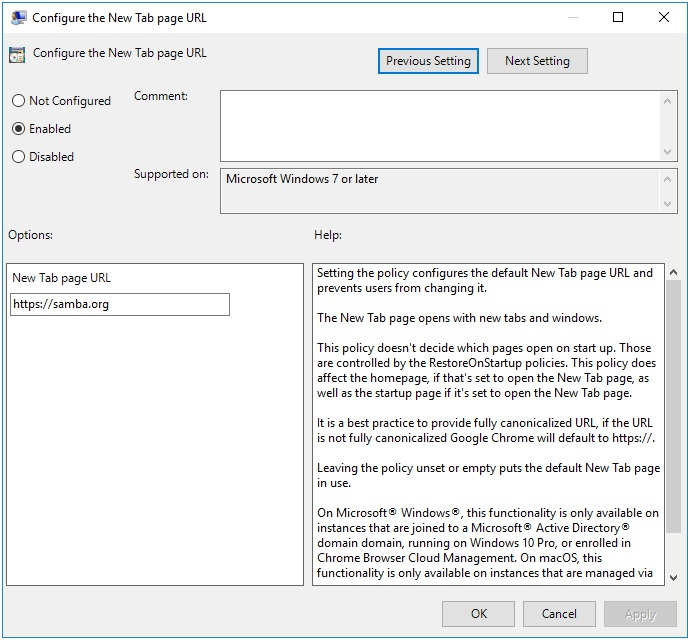 Configure the New Tab page URL
Configure the New Tab page URL
Previous Setting
Next Setting
Not Configured
Enabled
Disabled
Comment:
Supported on:
Microsoft Windows 7 or later
Options:
Help:
New Tab page URL
https://samba.org
Setting the policy configures the default New Tab page URL and
prevents users from changing it.
The New Tab page opens with new tabs and windows.
This policy doesn't decide which pages open on start up. Those
are controlled by the RestoreOnStartup policies. This policy does
affect the homepage, if that's set to open the New Tab page, as
well as the startup page if it's set to open the New Tab page.
It is a best practice to provide fully canonicalized URL, if the URL
is not fully canonicalized Google Chrome will default to https://.
Leaving the policy unset or empty puts the default New Tab page
in use.
On Microsoft® Windows®, this functionality is only available on
instances that are joined to a Microsoft® Active Directory®
domain domain, running on Windows 10 Pro, or enrolled in
Chrome Browser Cloud Management. On macOS, this
functionality is only available on instances that are managed via
OK
Cancel
Apply